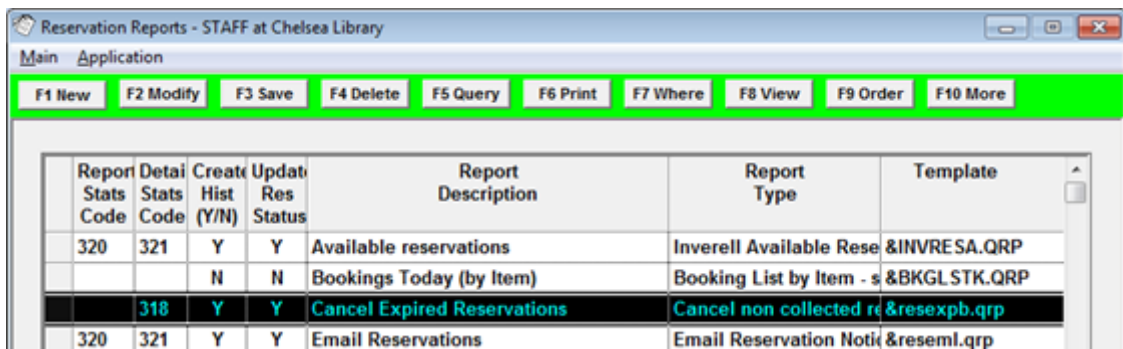 Reservation Reports - STAFF at Chelsea Library
Main Application
F1 New F2 Modify F3 Save F4 Delete F5 Query F6 Print F7 Where F8 View F9 Order F10 More
Report Detai Create Updat Report Report Template
Stats Stats Hist Res Description Type
Code Code (Y/N) Status
320 321 Y Y Available reservations Inverell Available Rese &INVRESA.QRP
N N Bookings Today (by Item) Booking List by Item - s &BKGLSTK.QRP
318 Y Y Cancel Expired Reservations Cancel non collected re &resexpb.qrp
320 321 Y Y Email Reservations Email Reservation Notic &reseml.qrp